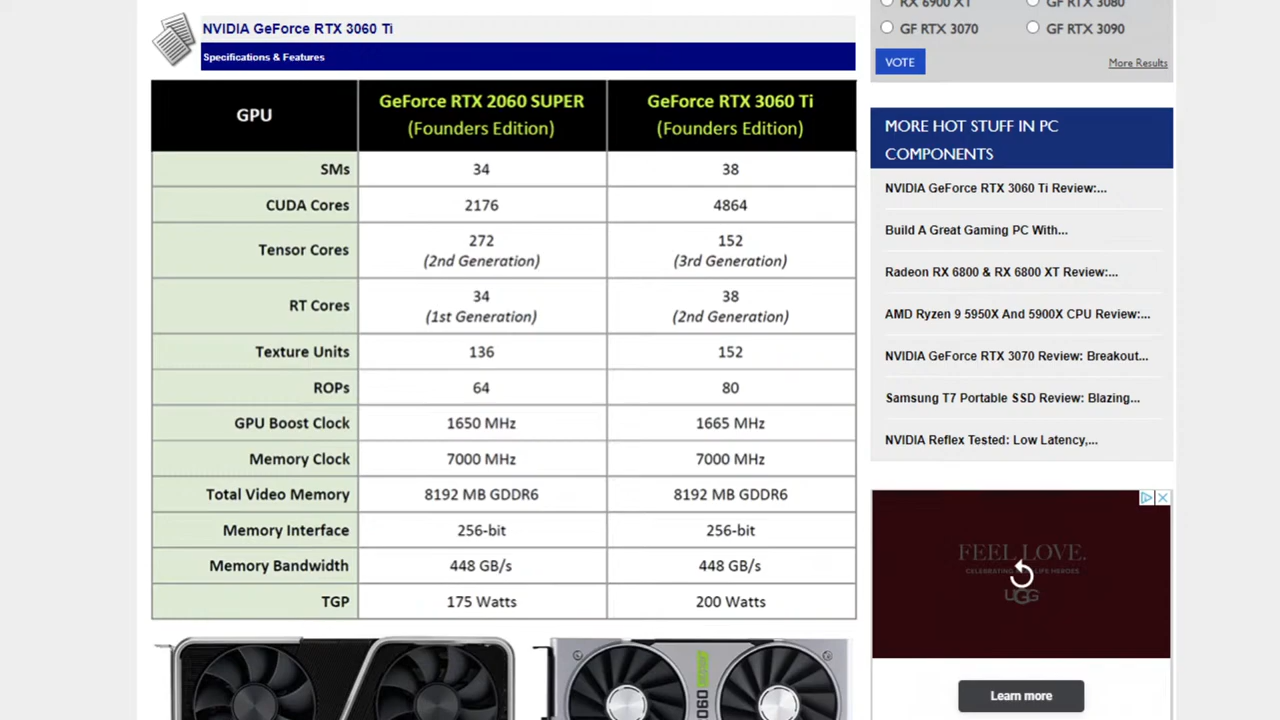 NVIDIA GeForce RTX 3060 Ti
Specifications & Features
GPU
GeForce RTX 2060 SUPER
(Founders Edition)
GeForce RTX 3060 Ti
(Founders Edition)
SMs 34 38
CUDA Cores 2176 4864
Tensor Cores
272
(2nd Generation)
152
(3rd Generation)
RT Cores
34
(1st Generation)
38
(2nd Generation)
Texture Units 136 152
ROPs 64 80
GPU Boost Clock 1650 MHz 1665 MHz
Memory Clock 7000 MHz 7000 MHz
Total Video Memory 8192 MB GDDR6 8192 MB GDDR6
Memory Interface 256-bit 256-bit
Memory Bandwidth 448 GB/s 448 GB/s
TGP 175 Watts 200 Watts
RX 6900 XT GF RTX 3080
GF RTX 3070 GF RTX 3090
VOTE More Results
MORE HOT STUFF IN PC
COMPONENTS
NVIDIA GeForce RTX 3060 Ti Review:...
Build A Great Gaming PC With...
Radeon RX 6800 & RX 6800 XT Review:...
AMD Ryzen 9 5950X And 5900X CPU Review:...
NVIDIA GeForce RTX 3070 Review: Breakout...
Samsung T7 Portable SSD Review: Blazing...
NVIDIA Reflex Tested: Low Latency,...
FEEL LOVE.
CELEBRATING LIFE HEROES.
UGG
Learn more